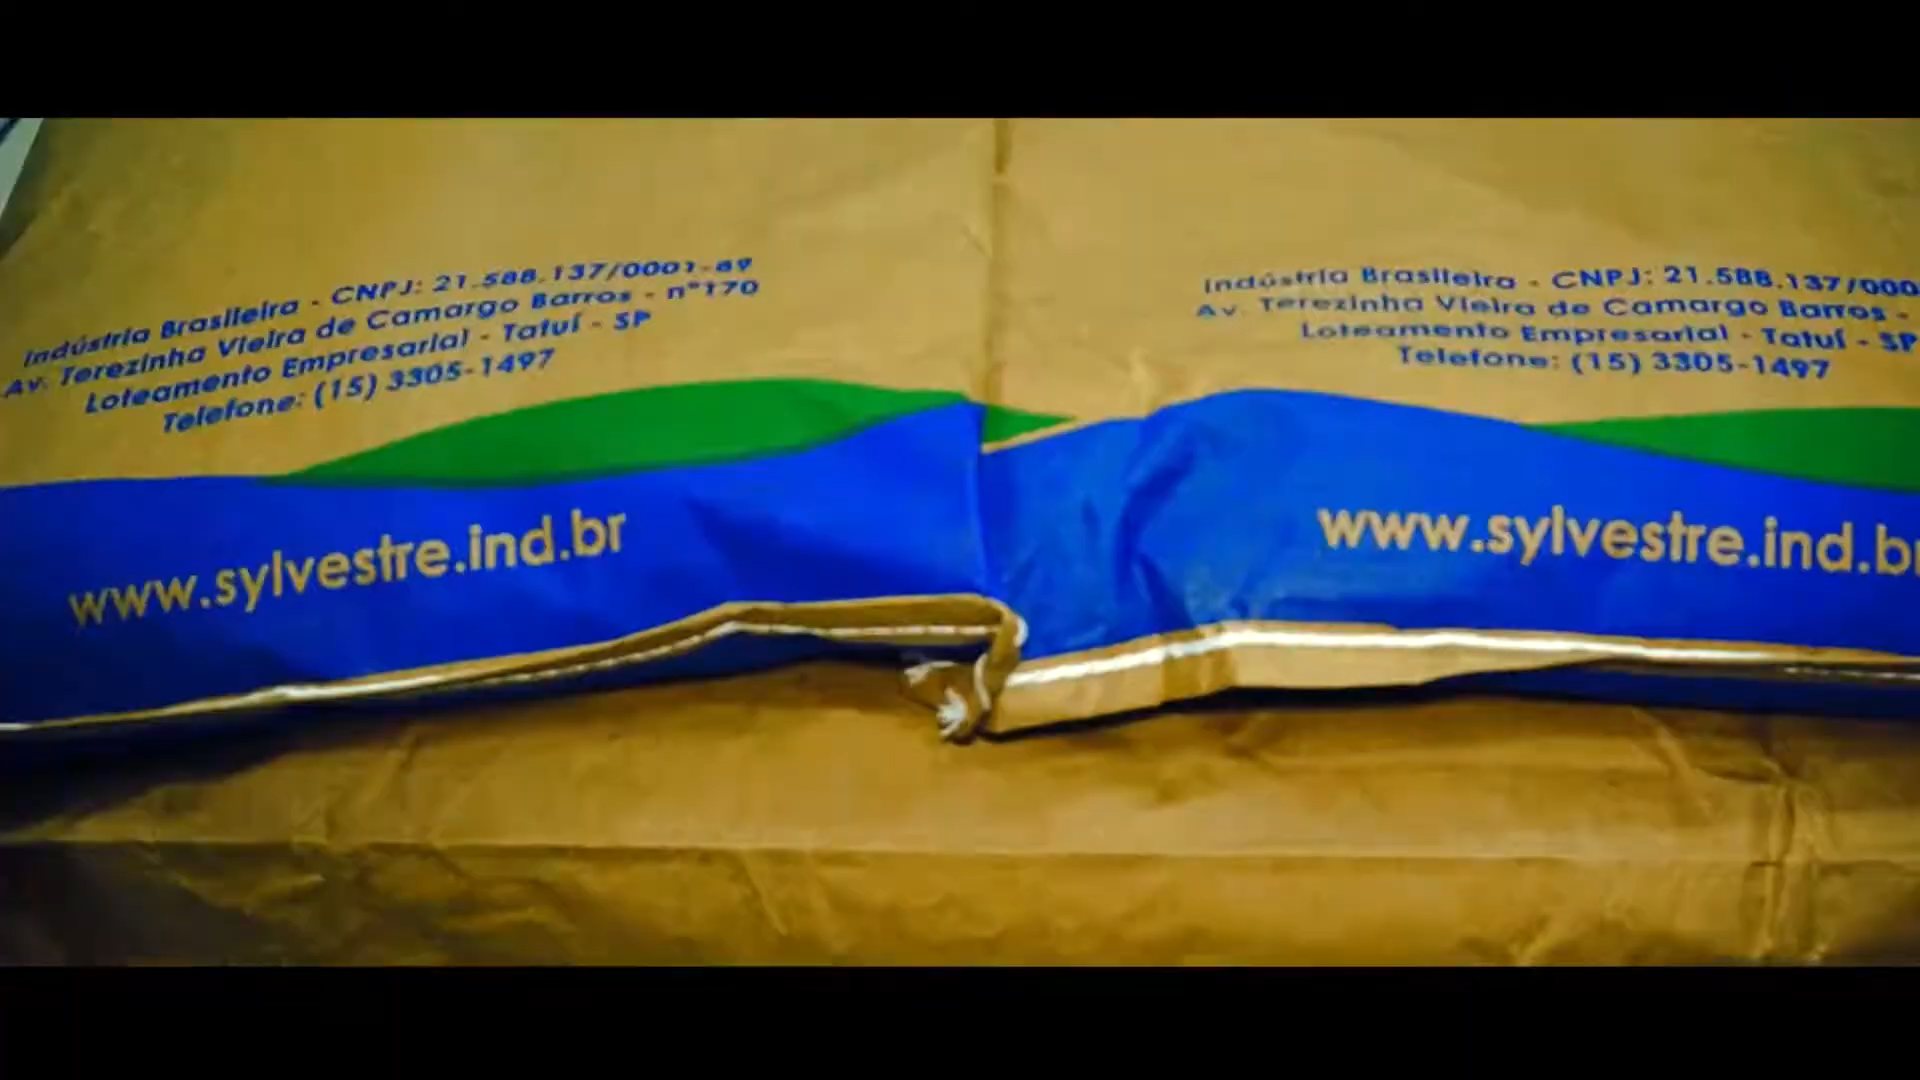 Indústria Brasileira - CNPJ: 21.588.137/0001-89
Av. Terezinha Vieira de Camargo Barros - n°170
Loteamento Empresarial - Tatuí - SP
Telefone: (15) 3305-1497
www.sylvestre.ind.br
Indústria Brasileira - CNPJ: 21.588.137/000
Av. Terezinha Vieira de Camargo Barros -
Loteamento Empresarial - Tatuí - SP
Telefone: (15) 3305-1497
www.sylvestre.ind.br